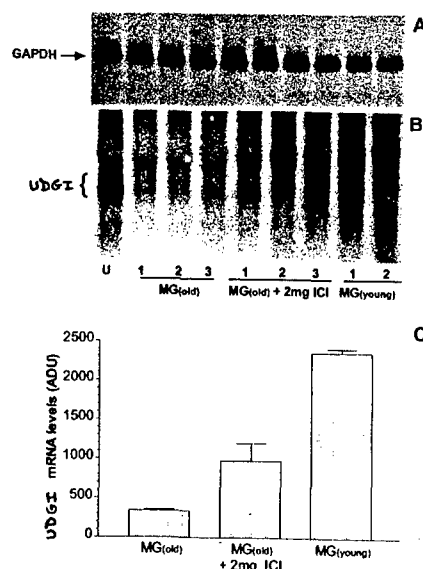 A
GAPDH →
B
UDGI {
U 1 2 3 1 2 3 1 2
MG(old) MG(old) + 2mg ICI MG(young)
C
UDGI mRNA levels (ADU)
2500
2000
1500
1000
500
0
MG(old) MG(old) + 2mg ICI MG(young)